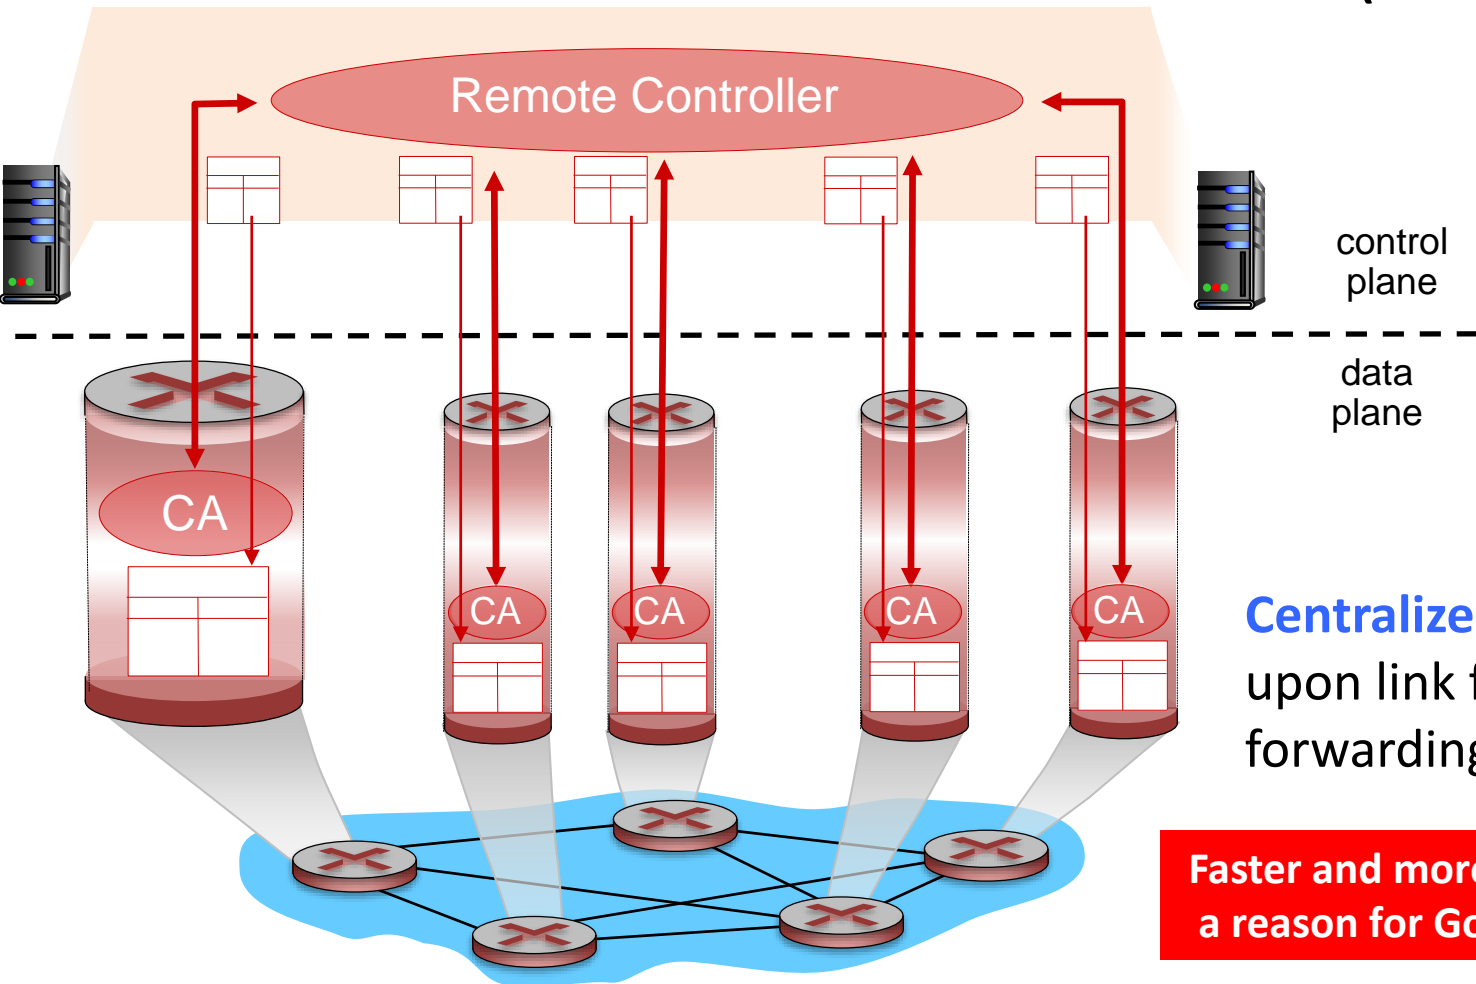 (
Remote Controller
control
plane
data
plane
CA
CA
CA
CA
CA
Centralize
upon link
forwarding
Faster and more
a reason for